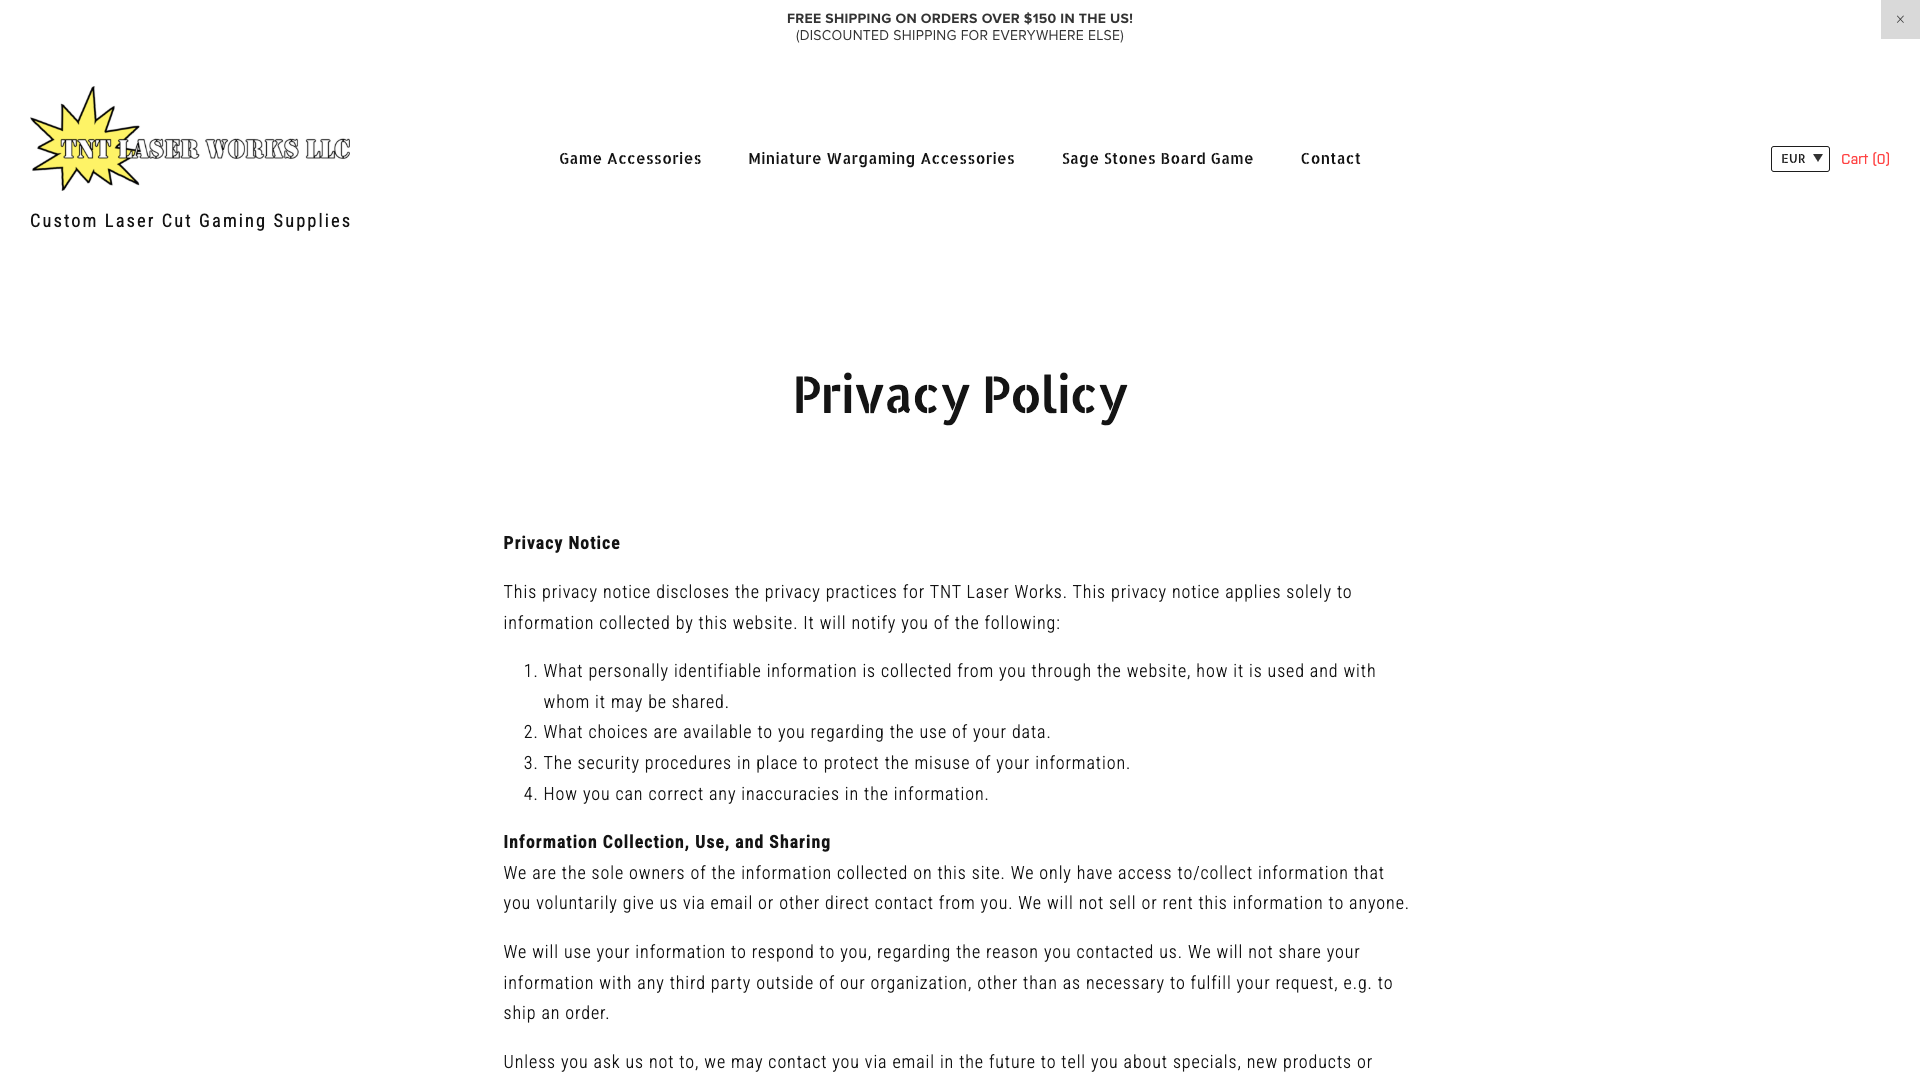 FREE SHIPPING ON ORDERS OVER $150 IN THE US!
(DISCOUNTED SHIPPING FOR EVERYWHERE ELSE)
×
TNT LASER WORKS LLC
Custom Laser Cut Gaming Supplies
Game Accessories
Miniature Wargaming Accessories
Sage Stones Board Game
Contact
EUR ▼
Cart (0)
Privacy Policy
Privacy Notice
This privacy notice discloses the privacy practices for TNT Laser Works. This privacy notice applies solely to
information collected by this website. It will notify you of the following:
1. What personally identifiable information is collected from you through the website, how it is used and with
whom it may be shared.
2. What choices are available to you regarding the use of your data.
3. The security procedures in place to protect the misuse of your information.
4. How you can correct any inaccuracies in the information.
Information Collection, Use, and Sharing
We are the sole owners of the information collected on this site. We only have access to/collect information that
you voluntarily give us via email or other direct contact from you. We will not sell or rent this information to anyone.
We will use your information to respond to you, regarding the reason you contacted us. We will not share your
information with any third party outside of our organization, other than as necessary to fulfill your request, e.g. to
ship an order.
Unless you ask us not to, we may contact you via email in the future to tell you about specials, new products or